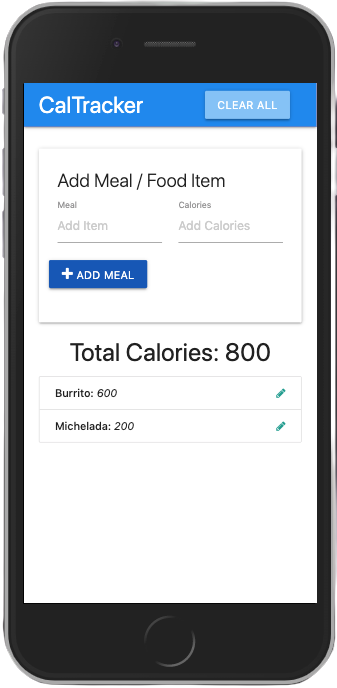 CalTracker
CLEAR ALL
Add Meal / Food Item
Meal
Calories
Add Item
Add Calories
ADD MEAL
Total Calories: 800
Burrito: 600
Michelada: 200